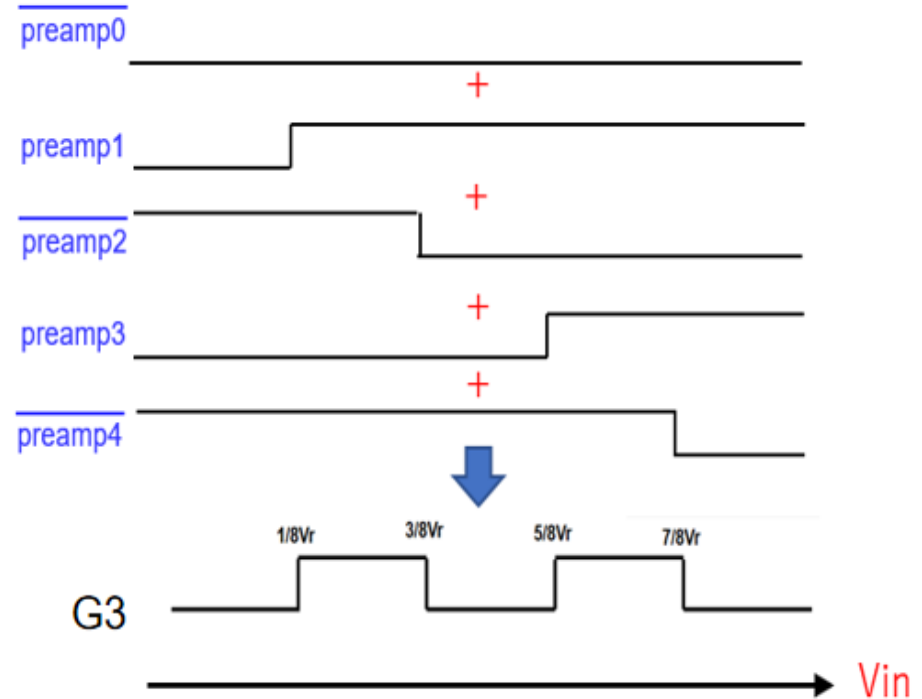 preamp0
+
preamp1
+
preamp2
+
preamp3
+
preamp4
1/8Vr 3/8Vr 5/8Vr 7/8Vr
G3
Vin